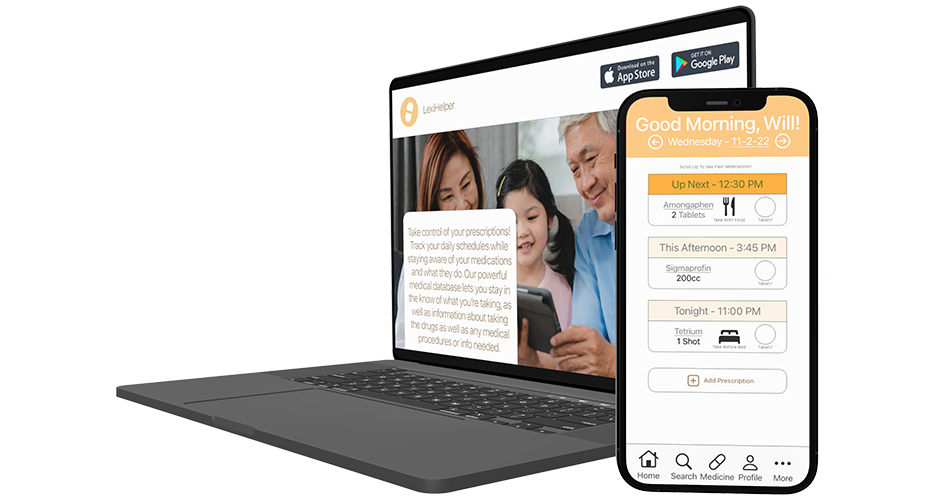 Download on the
App Store
GET IT ON
Google Play
LexiHelper
Take control of your prescriptions!
Track your daily schedules while
staying aware of your medications
and what they do. Our powerful
medical database lets you stay in
the know of what you're taking, as
well as information about taking
the drugs as well as any medical
procedures or info needed.
Good Morning, Will!
Wednesday - 11-2-22
Scroll Up To See Past Medications!
Up Next - 12:30 PM
Amongaphen
2 Tablets
Take With Food
Taken?
This Afternoon - 3:45 PM
Sigmaprofin
200cc
Taken?
Tonight - 11:00 PM
Tetrium
1 Shot
Take Before Bed
Taken?
Add Prescription
Home
Search
Medicine
Profile
More